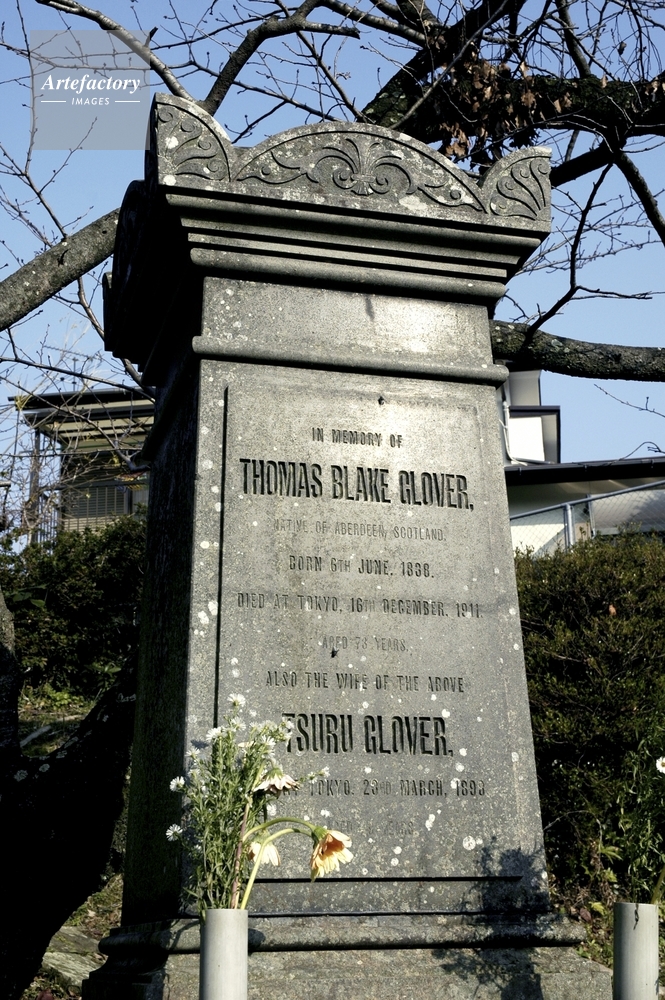 Artefactory
IMAGES
IN MEMORY OF
THOMAS BLAKE GLOVER,
NATIVE OF ABERDEEN, SCOTLAND.
BORN 6TH JUNE, 1838.
DIED AT TOKYO, 16TH DECEMBER, 1911.
AGED 73 YEARS.
ALSO THE WIFE OF THE ABOVE
TSURU GLOVER,
TOKYO. 23RD MARCH, 1899